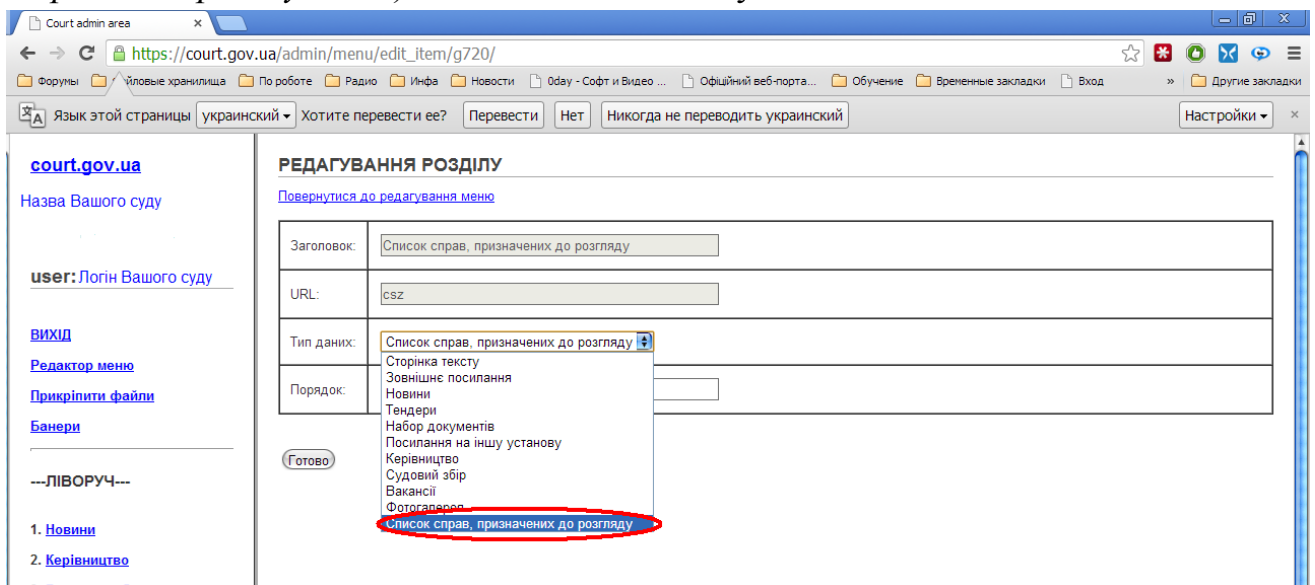 Court admin area
https://court.gov.ua/admin/menu/edit_item/g720/
Форумы йловые хранилища По роботе Радио Инфа Новости 0day - Софт и Видео ... Офіційний веб-порта... Обучение Временные закладки Вход » Другие закладки
Язык этой страницы украинский Хотите перевести ее? Перевести Нет Никогда не переводить украинский Настройки
court.gov.ua
Назва Вашого суду
user: Логін Вашого суду
ВИХІД
Редактор меню
Прикріпити файли
Банери
---ЛІВОРУЧ---
1. Новини
2. Керівництво
РЕДАГУВАННЯ РОЗДІЛУ
Повернутися до редагування меню
Заголовок: Список справ, призначених до розгляду
URL: csz
Тип даних: Список справ, призначених до розгляду
Порядок:
Сторінка тексту
Зовнішнє посилання
Новини
Тендери
Набор документів
Посилання на іншу установу
Керівництво
Судовий збір
Вакансії
Фотогалерея
Список справ, призначених до розгляду
Готово